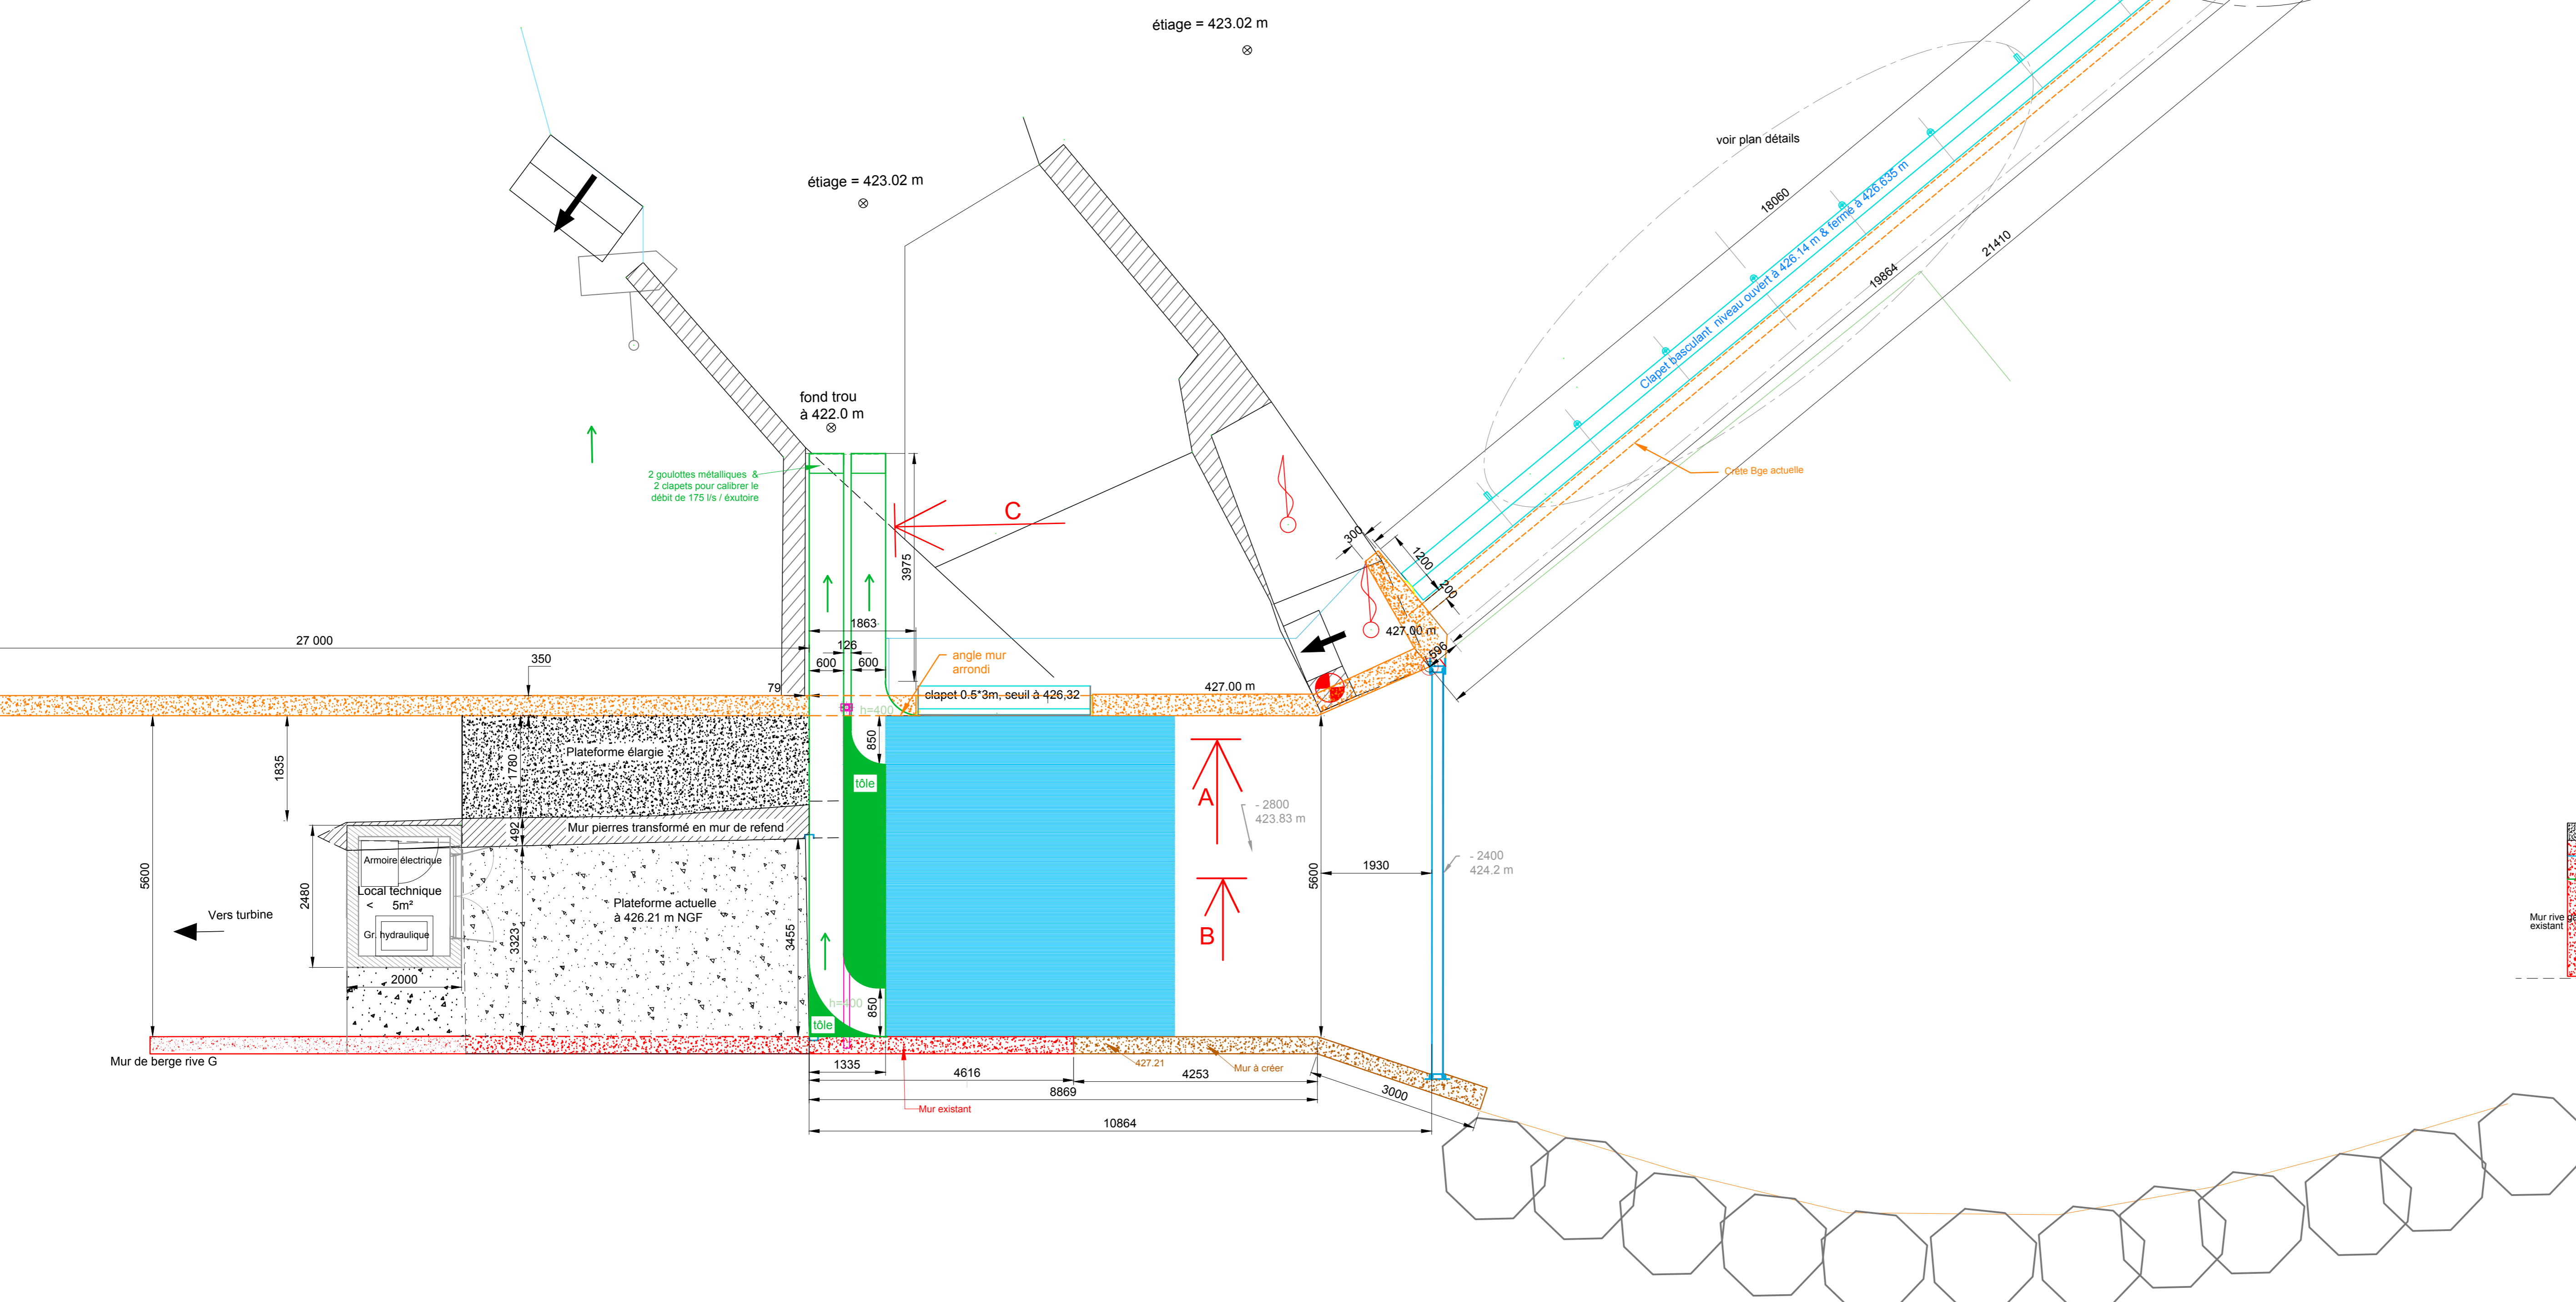 étiage = 423.02 m
voir plan détails
étiage = 423.02 m
18060
Clapet basculant  niveau ouvert à 426.14 m & fermé à 426.635 m
21410
19864
fond trou
à 422.0 m
2 goulottes métalliques  &
2 clapets pour calibrer le
débit de 175 l/s / éxutoire
Crête Bge actuelle
C
3975
300
1200
200
1863
427.00 m
27 000
126
596
350
600
600
angle mur
arrondi
79
clapet 0.5*3m, seuil à 426,32
427.00 m
h=400
850
Plateforme élargie
1780
1835
tôle
A
- 2800
423.83 m
492
Mur pierres transformé en mur de refend
Armoire électrique
- 2400
424.2 m
1930
5600
5600
2480
Local technique
<      5m²
Plateforme actuelle
à 426.21 m NGF
Vers turbine
Gr. hydraulique
3323
3455
B
Mur rive
existant
2000
h=400
850
tôle
Mur de berge rive G
1335
4616
4253
427.21
Mur à créer
8869
3000
Mur existant
10864